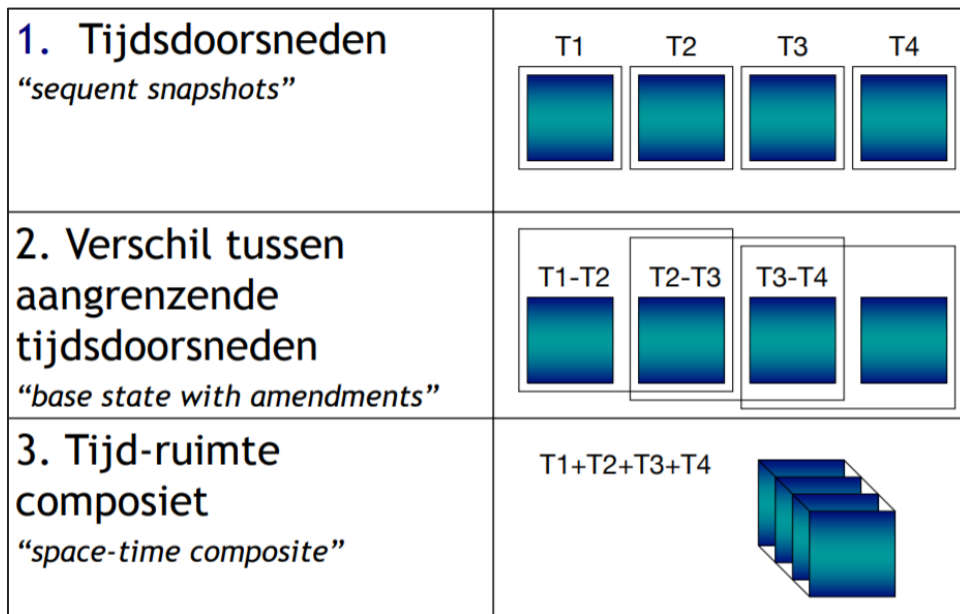 1. Tijdsdoorsneden
“sequent snapshots”
T1 T2 T3 T4
2. Verschil tussen
aangrenzende
tijdsdoorsneden
“base state with amendments”
T1-T2 T2-T3 T3-T4
3. Tijd-ruimte
composiet
“space-time composite”
T1+T2+T3+T4